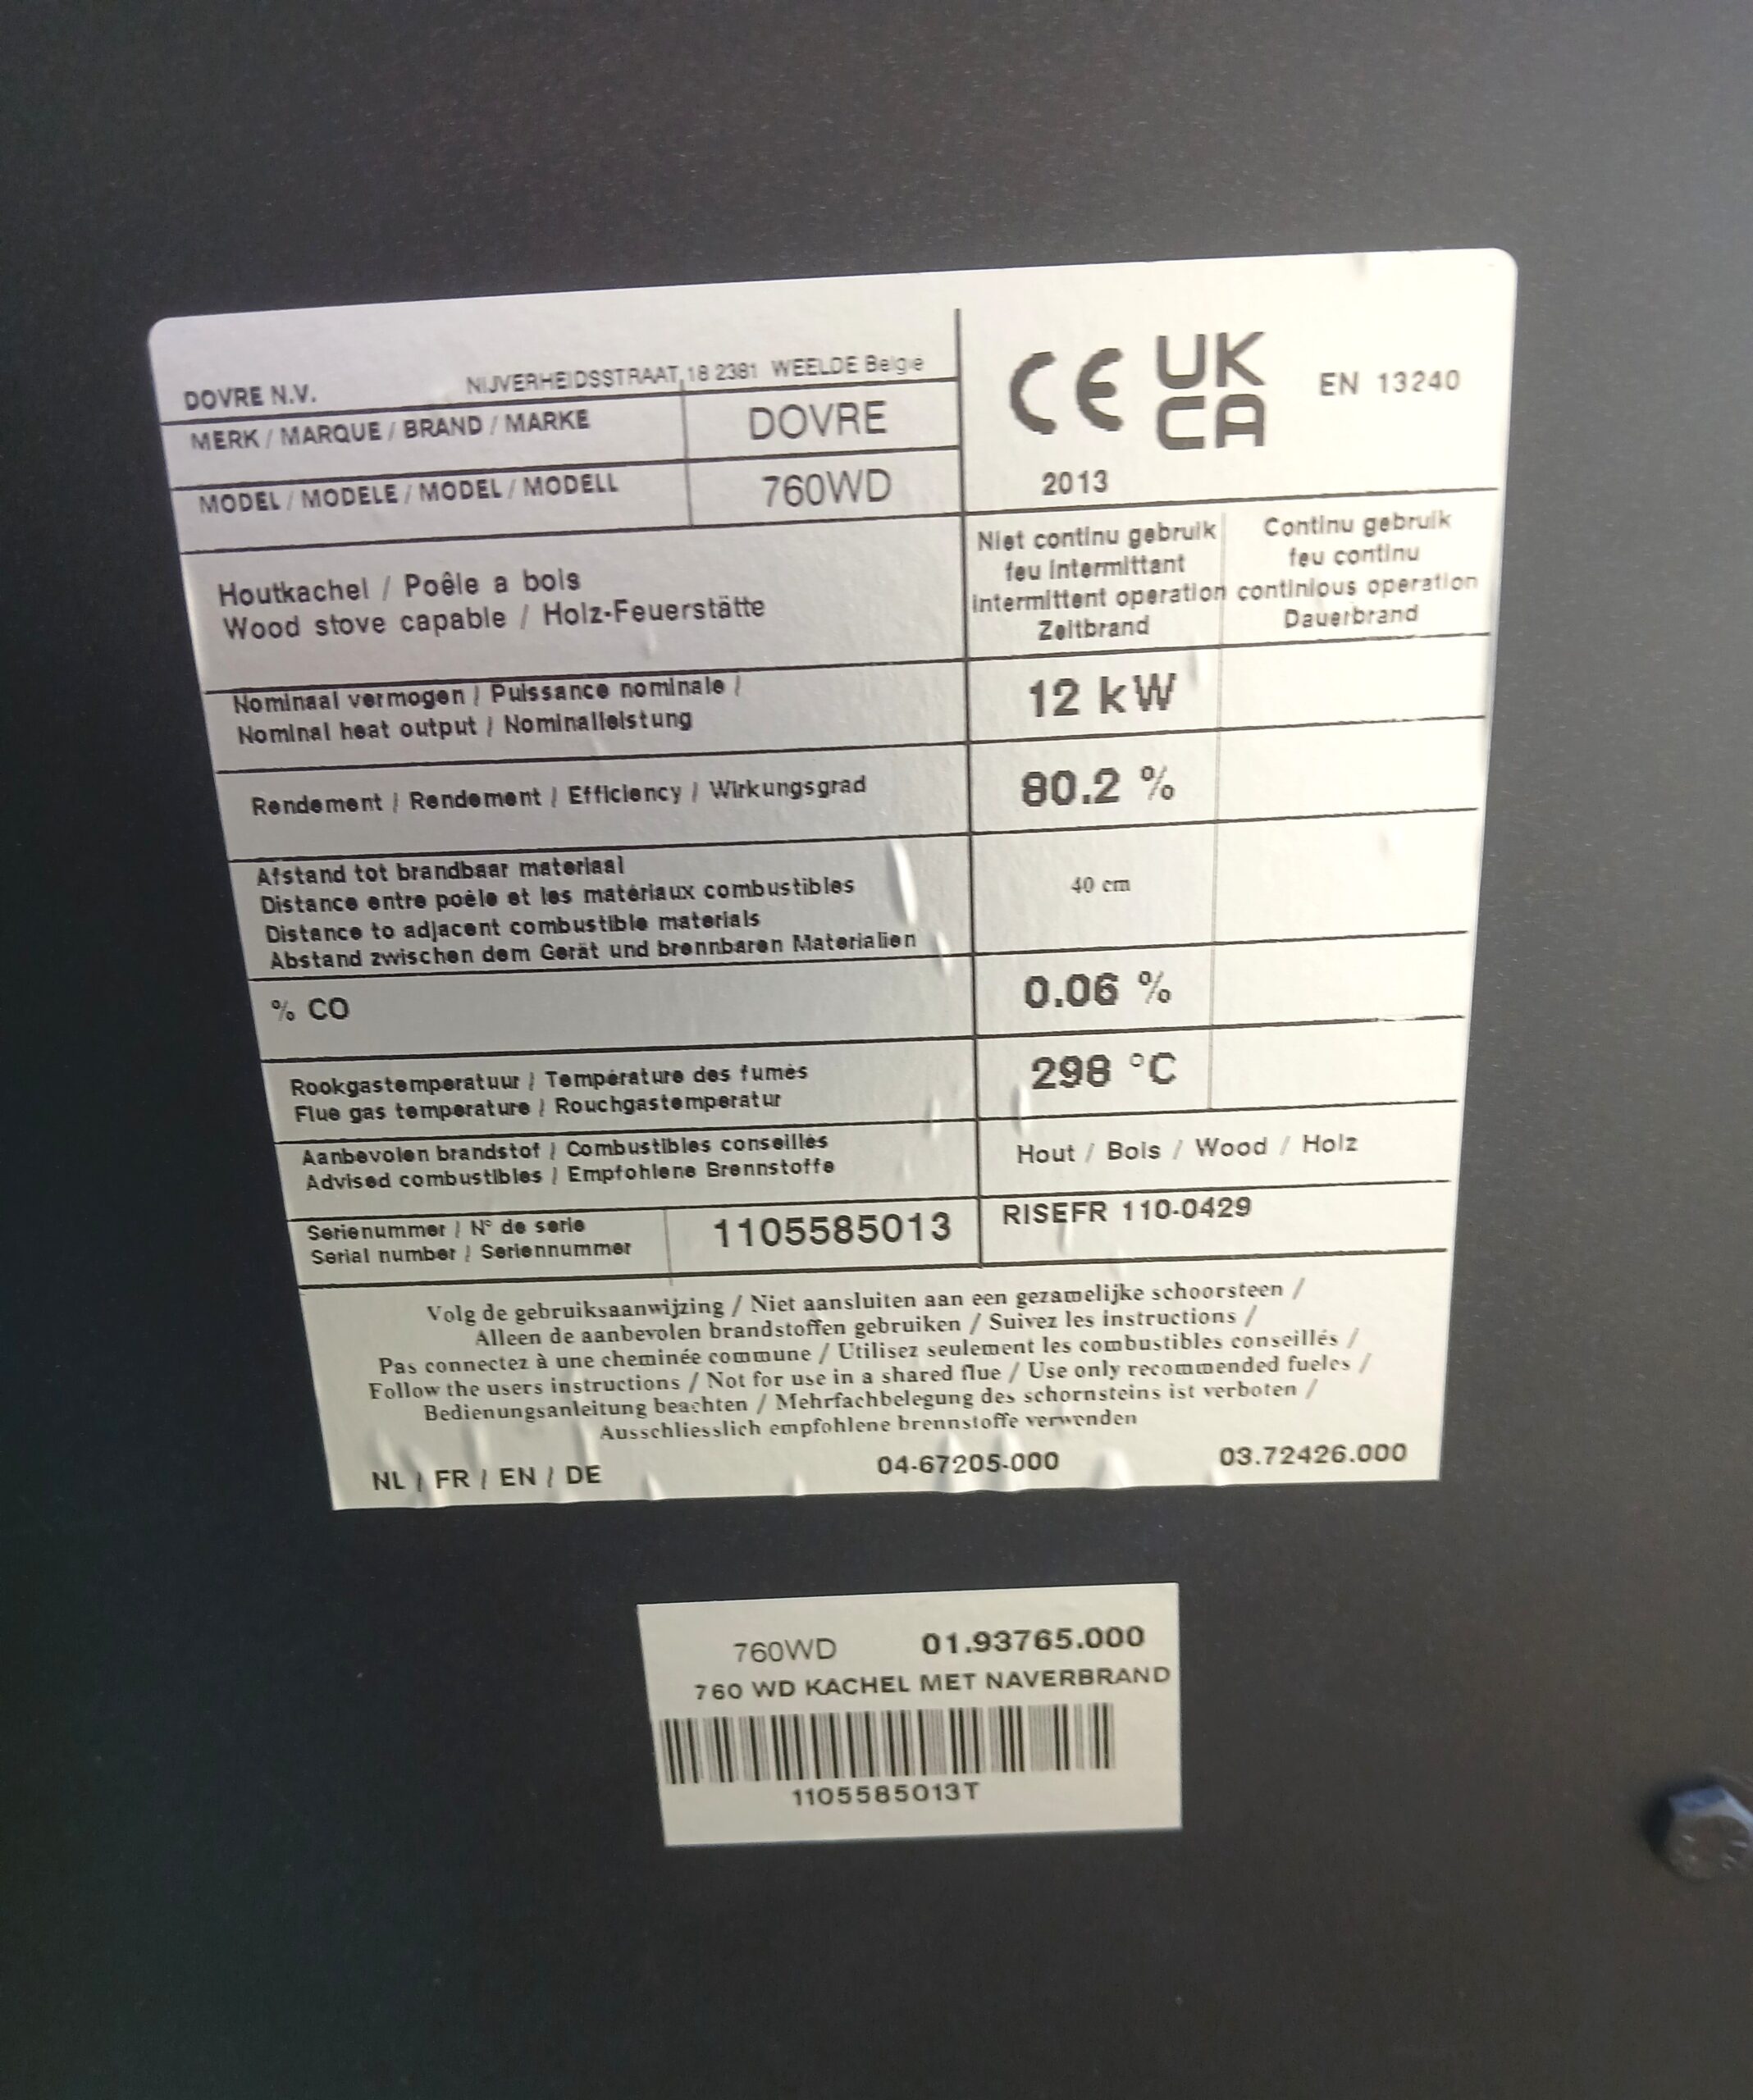 DOVRE N.V. NIJVERHEIDSSTRAAT 18 2381 WEELDE België
MERK / MARQUE / BRAND / MARKE DOVRE
MODEL / MODELE / MODEL / MODELL 760WD
CE UK CA EN 13240
2013
Houtkachel / Poêle a bois
Wood stove capable / Holz-Feuerstätte
Niet continu gebruik
feu intermittant
intermittent operation
Zeitbrand
Continu gebruik
feu continu
continious operation
Dauerbrand
Nominaal vermogen / Puissance nominale /
Nominal heat output / Nominalleistung
12 kW
Rendement / Rendement / Efficiency / Wirkungsgrad 80.2 %
Afstand tot brandbaar materiaal
Distance entre poêle et les matériaux combustibles
Distance to adjacent combustible materials
Abstand zwischen dem Gerät und brennbaren Materialien
40 cm
% CO 0.06 %
Rookgastemperatuur / Température des fumés
Flue gas temperature / Rouchgastemperatur
298 °C
Aanbevolen brandstof / Combustibles conseillés
Advised combustibles / Empfohlene Brennstoffe
Hout / Bois / Wood / Holz
Serienummer / N° de serie
Serial number / Seriennummer
1105585013
RISEFR 110-0429
Volg de gebruiksaanwijzing / Niet aansluiten aan een gezamelijke schoorsteen /
Alleen de aanbevolen brandstoffen gebruiken / Suivez les instructions /
Pas connectez à une cheminée commune / Utilisez seulement les combustibles conseillés /
Follow the users instructions / Not for use in a shared flue / Use only recommended fueles /
Bedienungsanleitung beachten / Mehrfachbelegung des schornsteins ist verboten /
Ausschliesslich empfohlene brennstoffe verwenden
NL / FR / EN / DE 04-67205-000 03.72426.000
760WD 01.93765.000
760 WD KACHEL MET NAVERBRAND
1105585013T